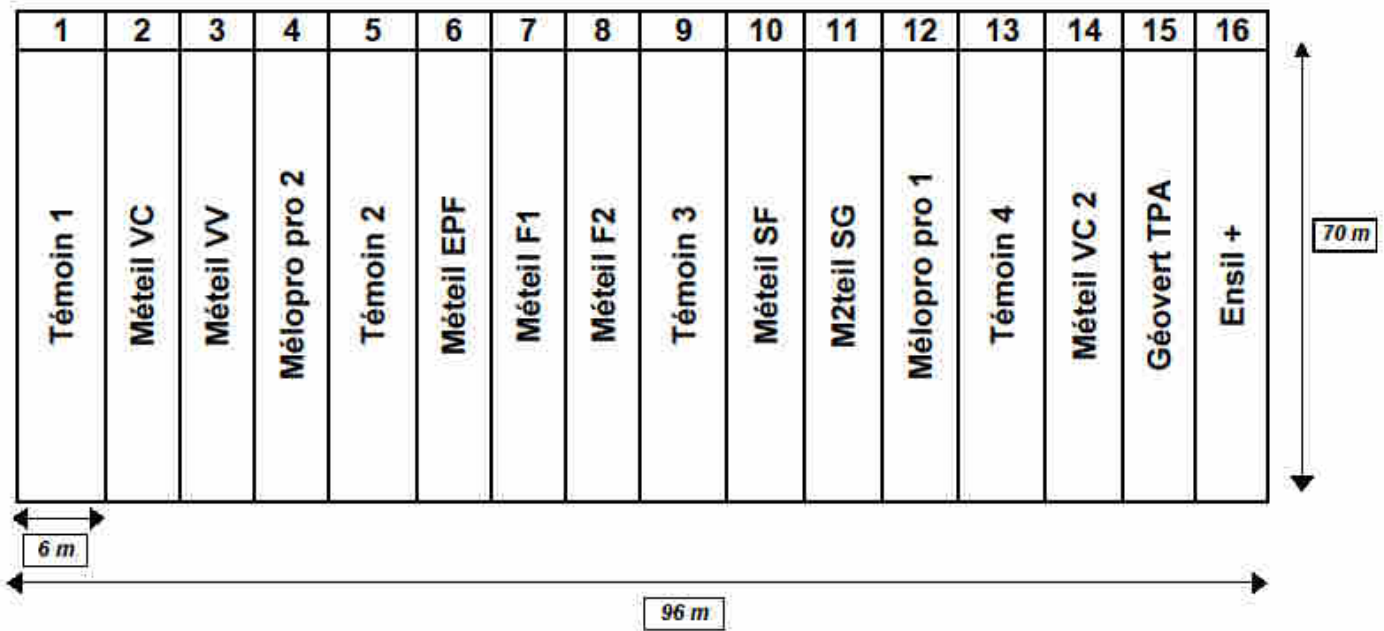 1 2 3 4 5 6 7 8 9 10 11 12 13 14 15 16
Témoin 1
Méteil VC
Méteil VV
Mélopro pro 2
Témoin 2
Méteil EPF
Méteil F1
Méteil F2
Témoin 3
Méteil SF
M2teil SG
Mélopro pro 1
Témoin 4
Méteil VC 2
Géovert TPA
Ensil +
70 m
6 m
96 m